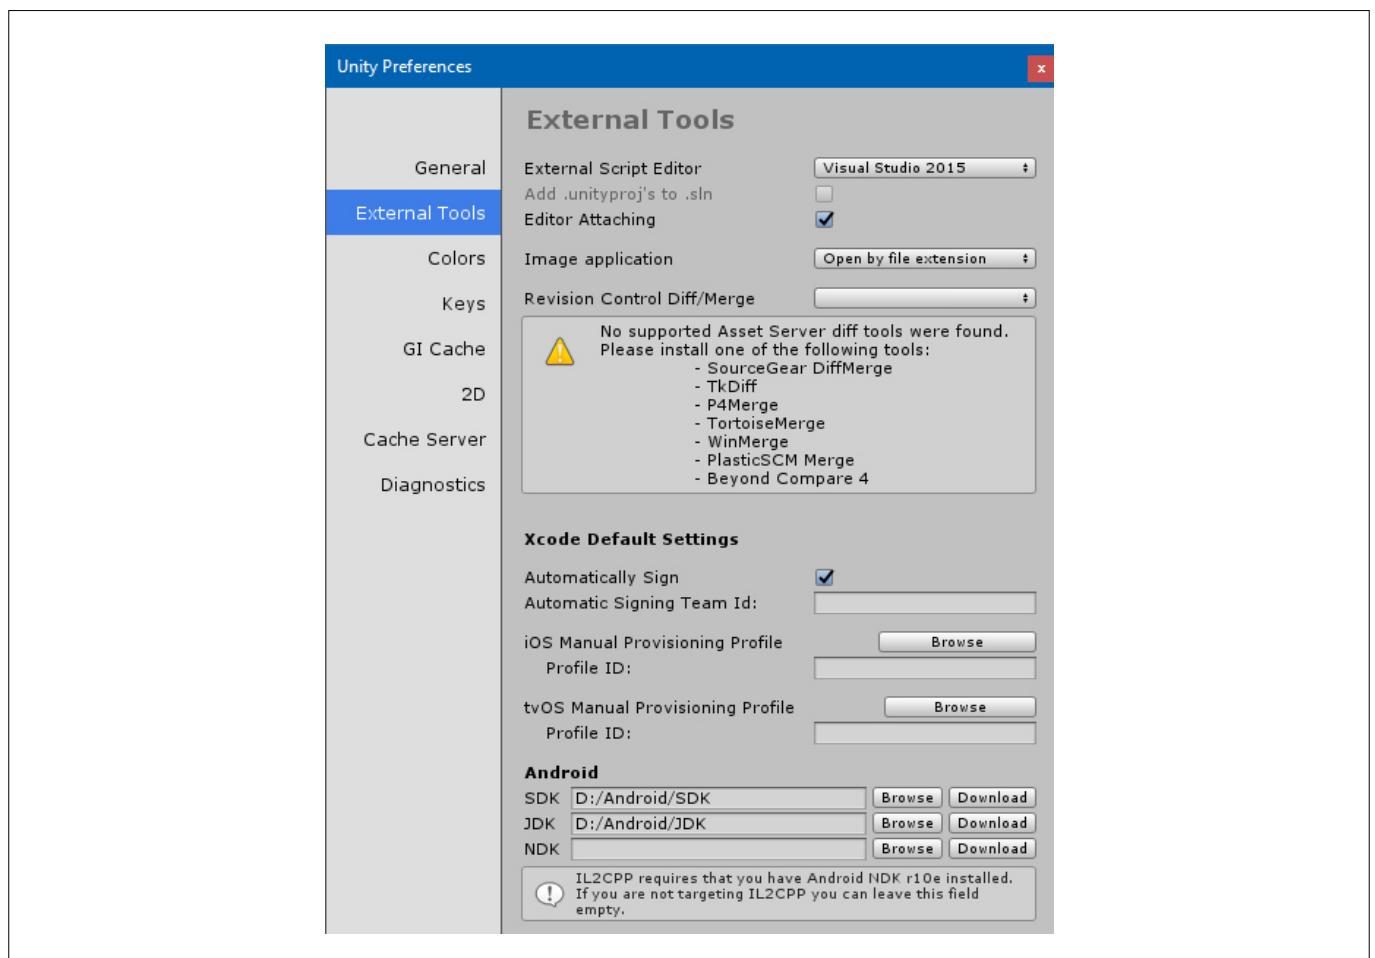 Unity Preferences
x
General
External Tools
Colors
Keys
GI Cache
2D
Cache Server
Diagnostics
External Tools
External Script Editor Visual Studio 2015
Add .unityproj's to .sln
Editor Attaching
Image application Open by file extension
Revision Control Diff/Merge
No supported Asset Server diff tools were found.
Please install one of the following tools:
- SourceGear DiffMerge
- TkDiff
- P4Merge
- TortoiseMerge
- WinMerge
- PlasticSCM Merge
- Beyond Compare 4
Xcode Default Settings
Automatically Sign
Automatic Signing Team Id:
iOS Manual Provisioning Profile Browse
Profile ID:
tvOS Manual Provisioning Profile Browse
Profile ID:
Android
SDK D:/Android/SDK Browse Download
JDK D:/Android/JDK Browse Download
NDK Browse Download
IL2CPP requires that you have Android NDK r10e installed.
If you are not targeting IL2CPP you can leave this field
empty.